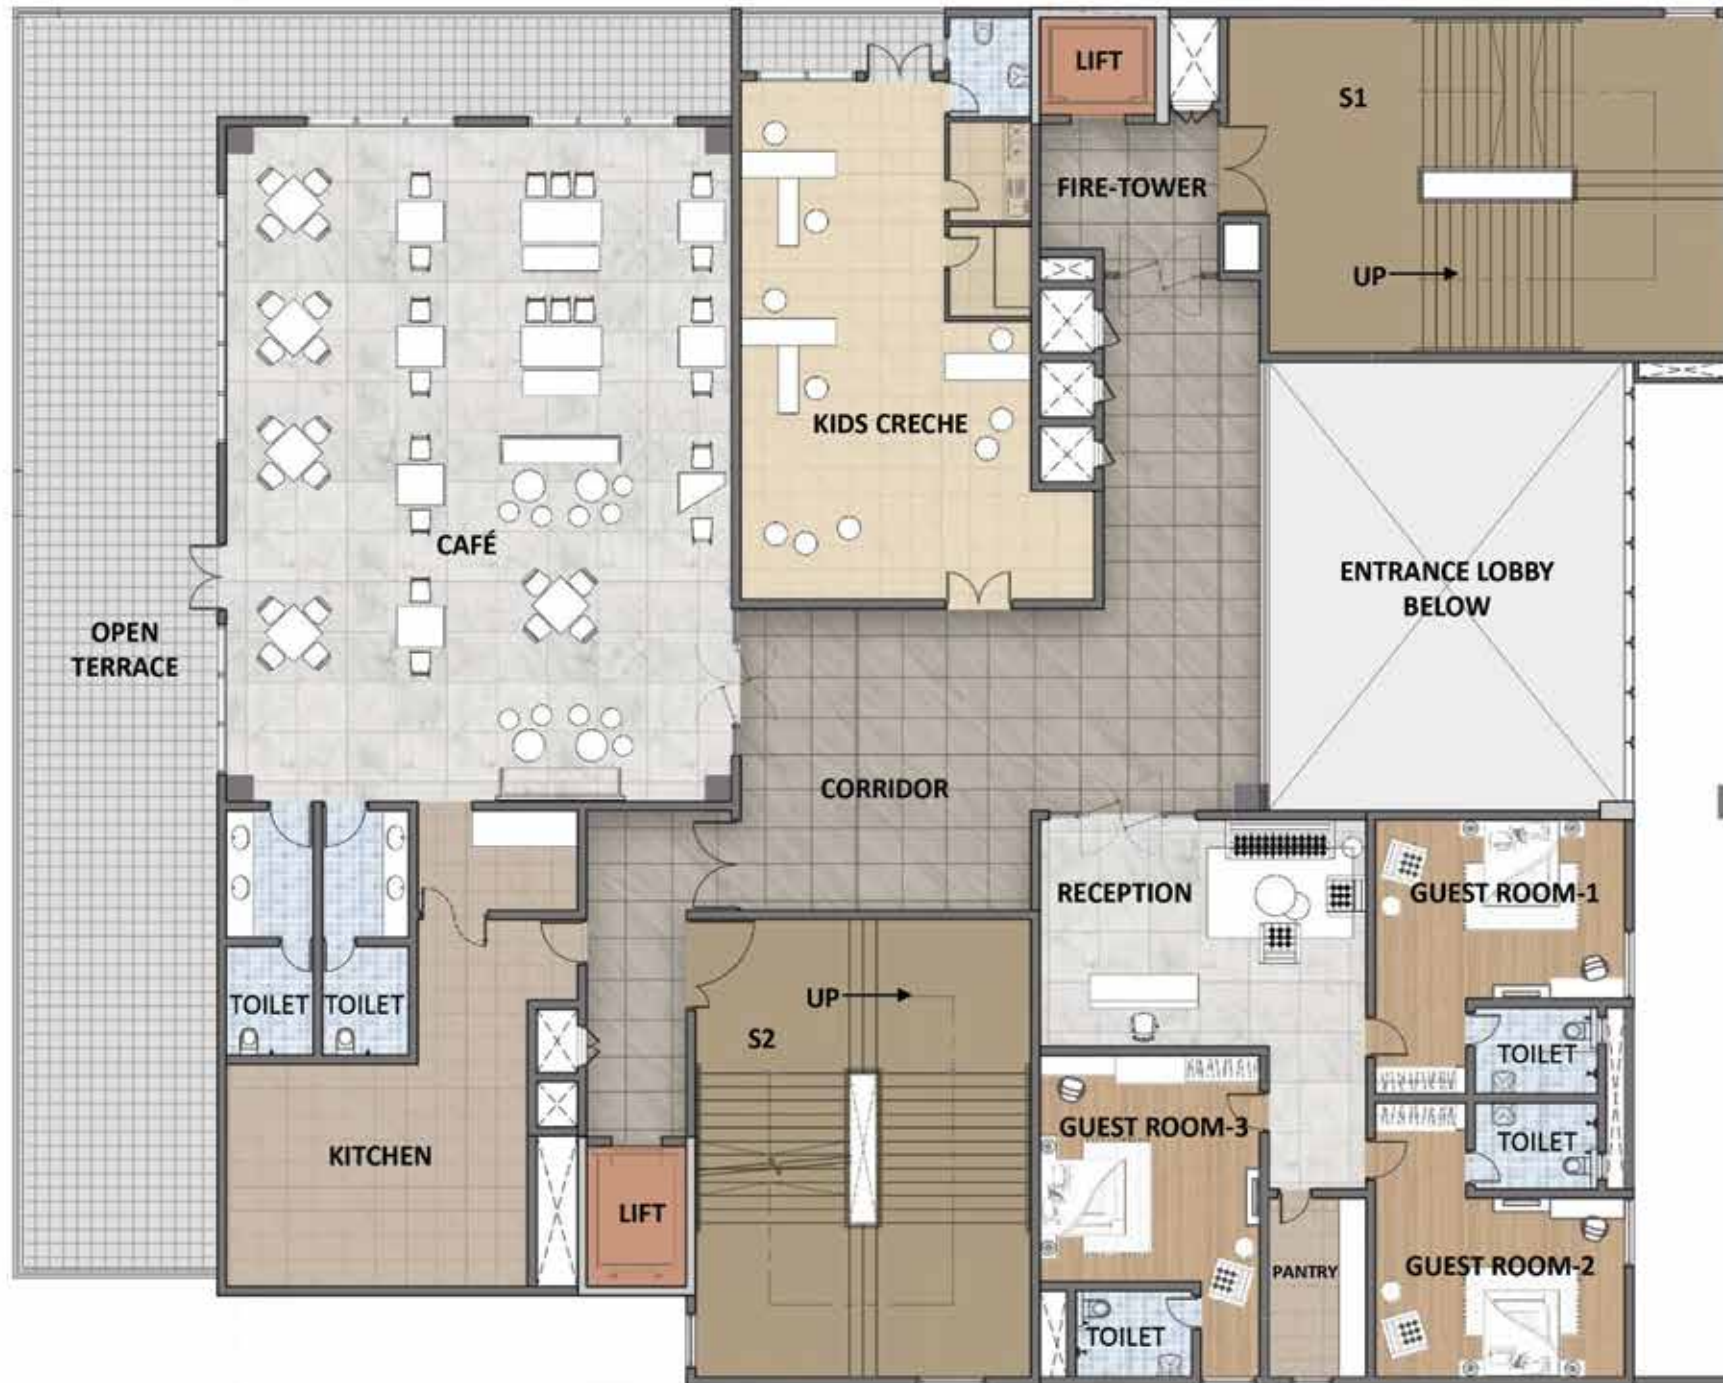 LIFT
S1
FIRE-TOWER
UP
KIDS CRECHE
CAFÉ
ENTRANCE LOBBY
BELOW
OPEN
TERRACE
CORRIDOR
RECEPTION
GUEST ROOM-1
TOILET
TOILET
UP
S2
TOILET
GUEST ROOM-3
TOILET
KITCHEN
LIFT
PANTRY
GUEST ROOM-2
TOILET